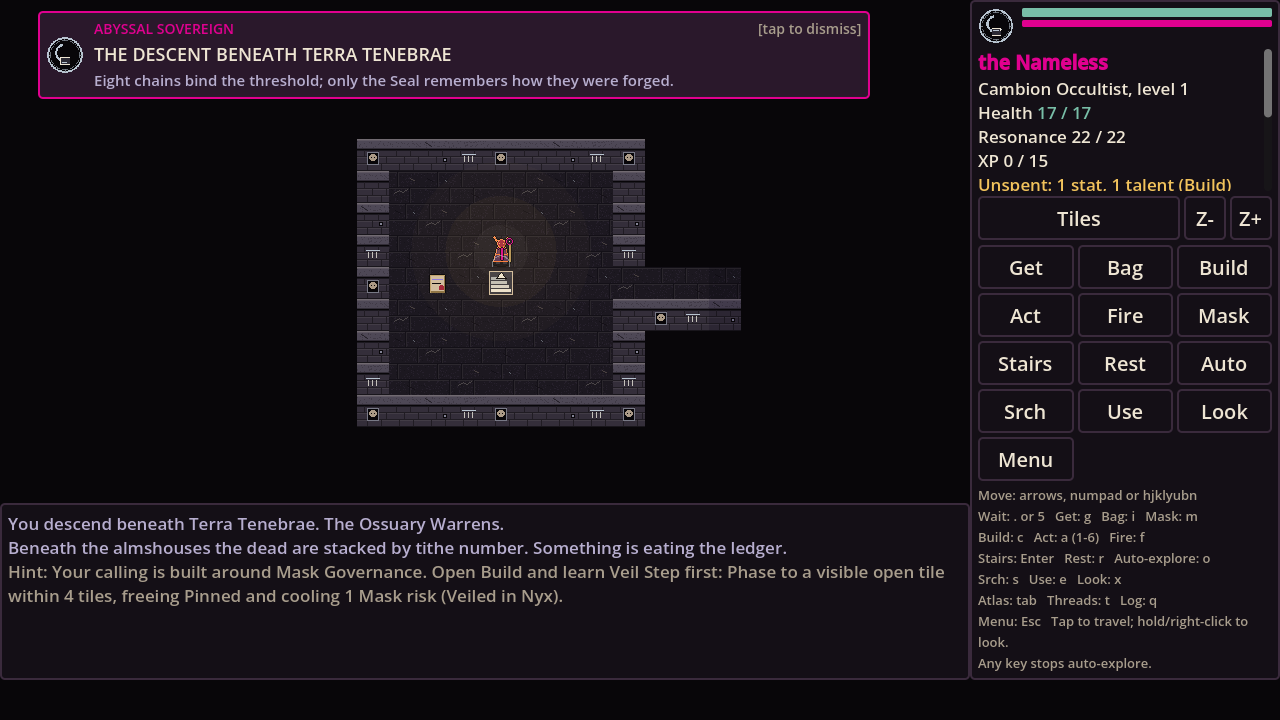 ABYSSAL SOVEREIGN
[tap to dismiss]
THE DESCENT BENEATH TERRA TENEBRAE
Eight chains bind the threshold; only the Seal remembers how they were forged.
the Nameless
Cambion Occultist, level 1
Health 17 / 17
Resonance 22 / 22
XP 0 / 15
Unspent: 1 stat, 1 talent (Build)
Tiles
Z-
Z+
Get
Bag
Build
Act
Fire
Mask
Stairs
Rest
Auto
Srch
Use
Look
Menu
Move: arrows, numpad or hjklyubn
Wait: . or 5   Get: g   Bag: i   Mask: m
Build: c   Act: a (1-6)   Fire: f
Stairs: Enter   Rest: r   Auto-explore: o
Srch: s   Use: e   Look: x
Atlas: tab   Threads: t   Log: q
Menu: Esc   Tap to travel; hold/right-click to
look.
Any key stops auto-explore.
You descend beneath Terra Tenebrae. The Ossuary Warrens.
Beneath the almshouses the dead are stacked by tithe number. Something is eating the ledger.
Hint: Your calling is built around Mask Governance. Open Build and learn Veil Step first: Phase to a visible open tile
within 4 tiles, freeing Pinned and cooling 1 Mask risk (Veiled in Nyx).